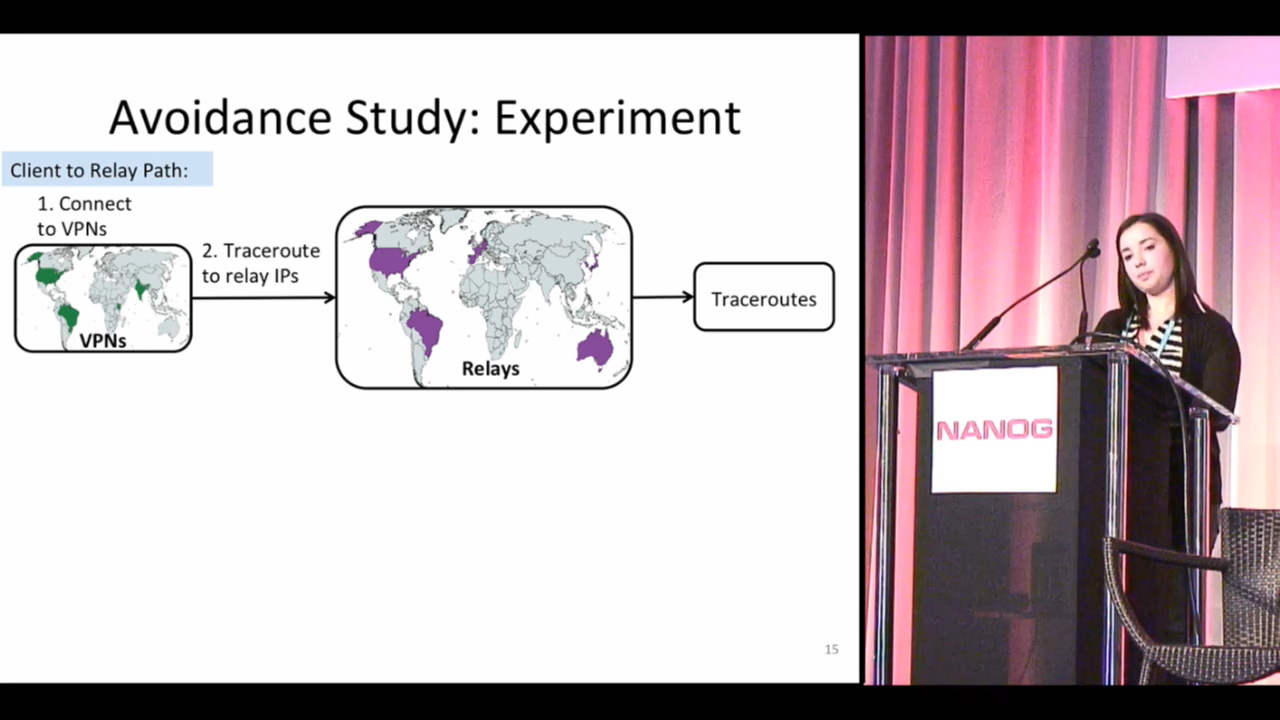 Avoidance Study: Experiment
Client to Relay Path:
1. Connect
to VPNs
VPNs
2. Traceroute
to relay IPs
Relays
Traceroutes
15
NANOG